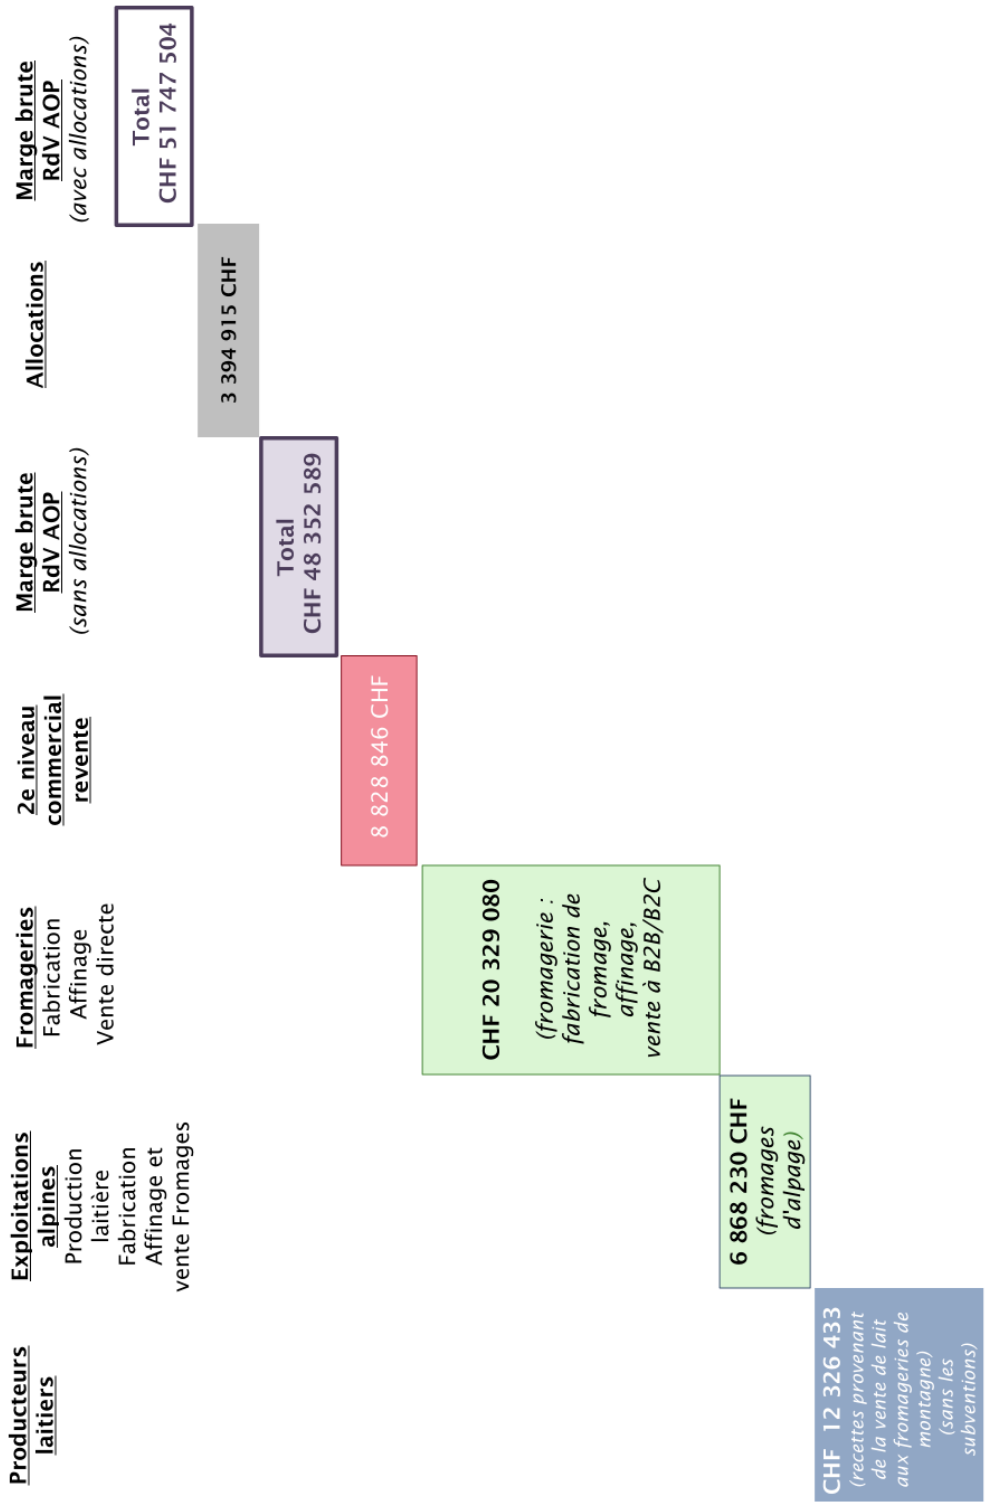 Producteurs
laitiers
CHF 12 326 433
(recettes provenant
de la vente de lait
aux fromageries de
montagne)
(sans les
subventions)
Exploitations
alpines
Production
laitière
Fabrication
Affinage et
vente Fromages
6 868 230 CHF
(fromages
d'alpage)
Fromageries
Fabrication
Affinage
Vente directe
CHF 20 329 080
(fromagerie :
fabrication de
fromage,
affinage,
vente à B2B/B2C
2e niveau
commercial
revente
8 828 846 CHF
Marge brute
RdV AOP
(sans allocations)
Total
CHF 48 352 589
Allocations
3 394 915 CHF
Marge brute
RdV AOP
(avec allocations)
Total
CHF 51 747 504